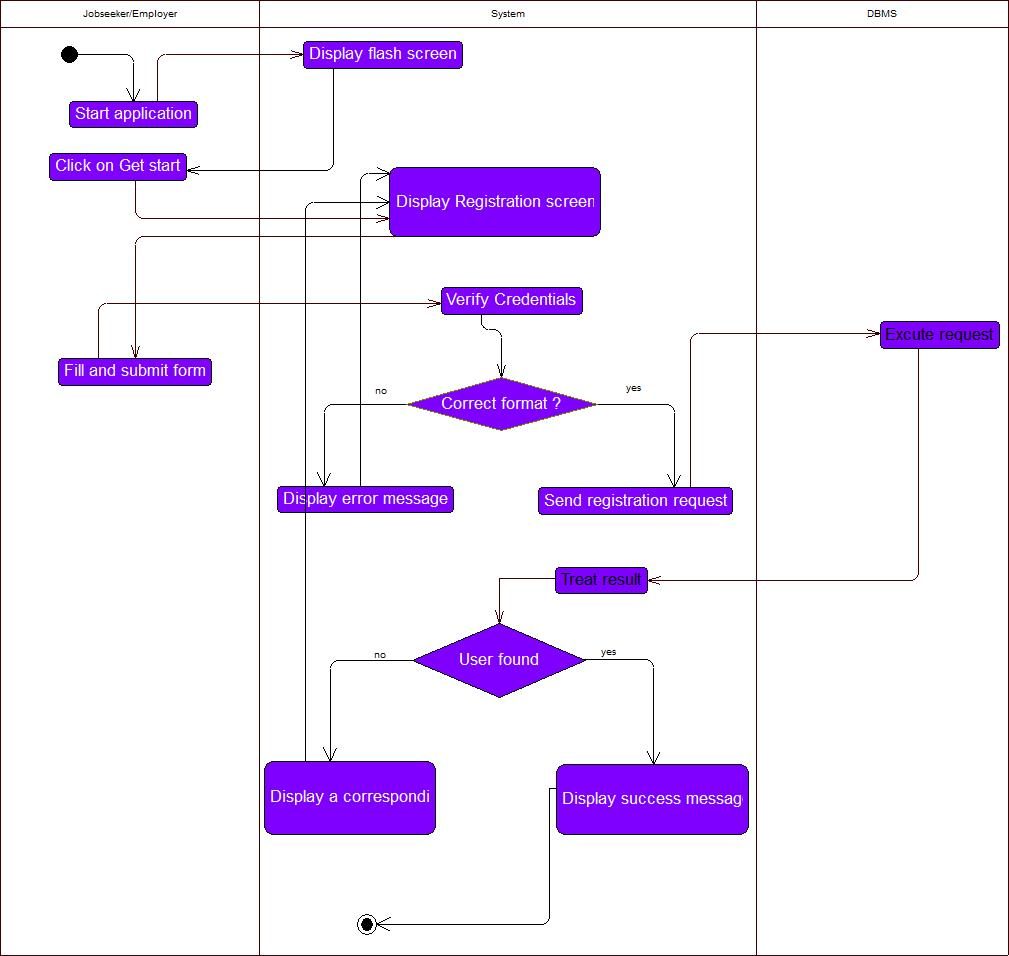 Jobseeker/Employer
System
DBMS
Display flash screen
Start application
Click on Get start
Display Registration screen
Verify Credentials
Excute request
Fill and submit form
no
yes
Correct format ?
Display error message
Send registration request
Treat result
no
yes
User found
Display a correspondi
Display success messag